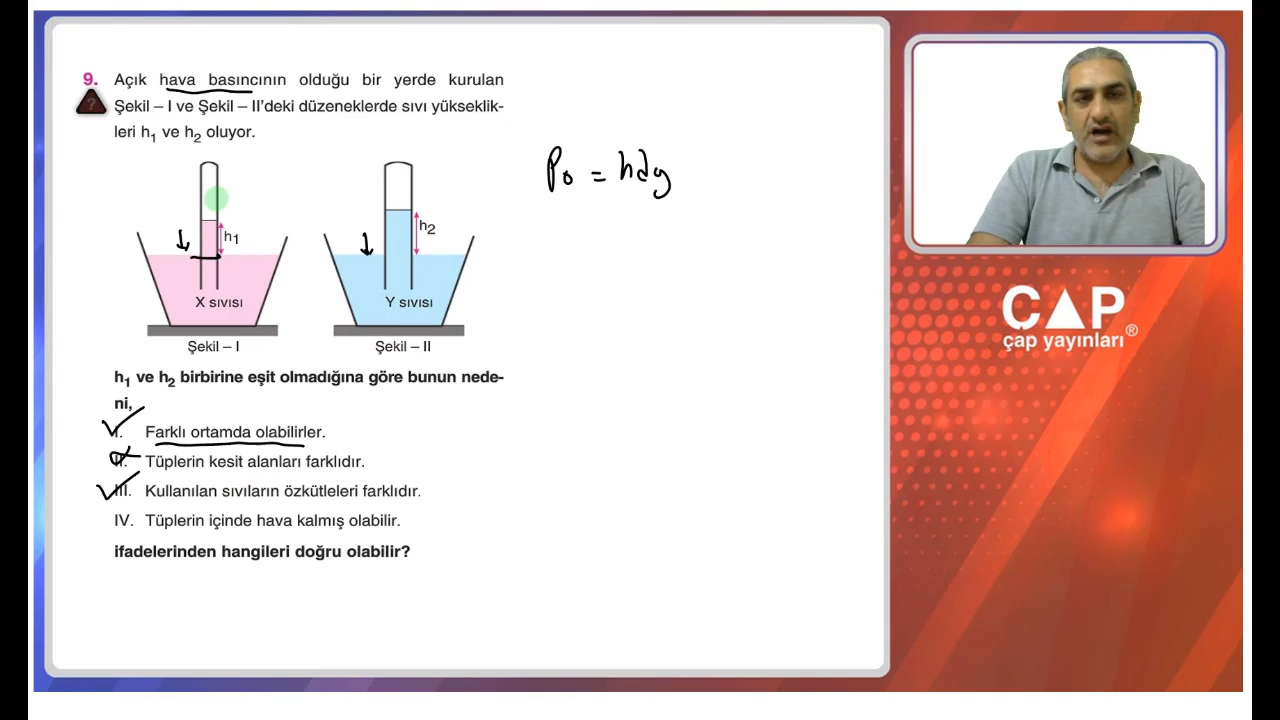 9. Açık hava basıncının olduğu bir yerde kurulan
Şekil – I ve Şekil – II'deki düzeneklerde sıvı yükseklik-
leri h₁ ve h₂ oluyor.
P₀ = hdg
h₁
h₂
X sıvısı
Y sıvısı
Şekil – I
Şekil – II
h₁ ve h₂ birbirine eşit olmadığına göre bunun nede-
ni,
I. Farklı ortamda olabilirler.
II. Tüplerin kesit alanları farklıdır.
III. Kullanılan sıvıların özkütleleri farklıdır.
IV. Tüplerin içinde hava kalmış olabilir.
ifadelerinden hangileri doğru olabilir?
ÇAP
çap yayınları®